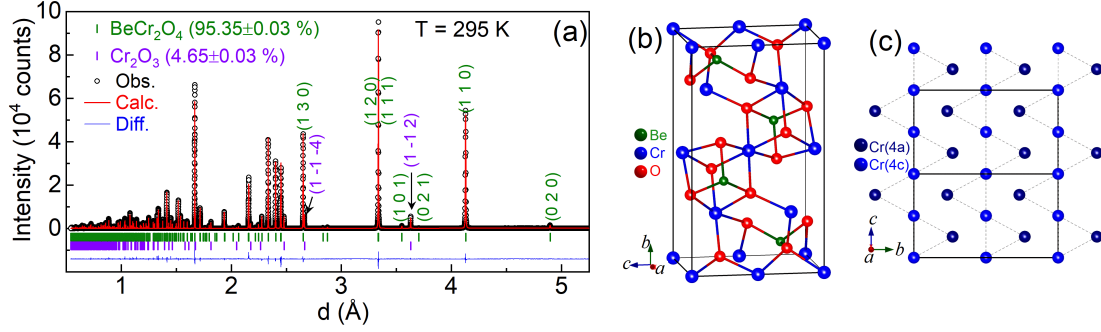 (a)
T = 295 K
BeCr₂O₄ (95.35±0.03 %)
Cr₂O₃ (4.65±0.03 %)
Obs.
Calc.
Diff.
Intensity (10⁴ counts)
10
8
6
4
2
0
(1 3 0)
(1 -1 -4)
(1 2 0)
(1 1 1)
(1 0 1)
(1 -1 2)
(0 2 1)
(1 1 0)
(0 2 0)
1
2
3
4
5
d (Å)
(b)
Be
Cr
O
b
c
a
(c)
Cr(4a)
Cr(4c)
c
a
b